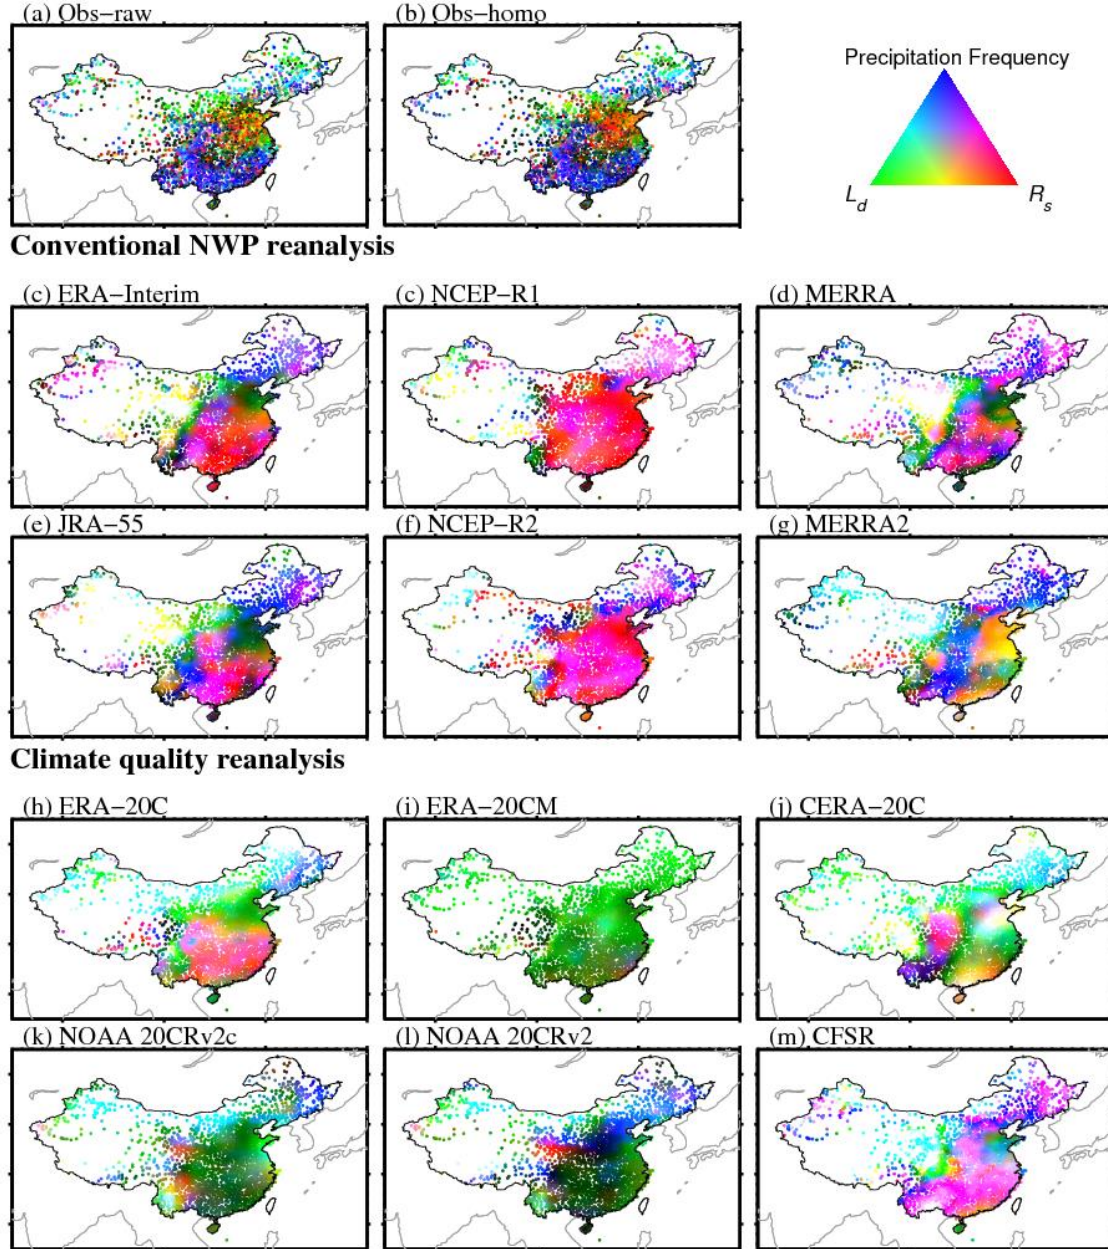 (a) Obs−raw
(b) Obs−homo
Precipitation Frequency
L_d
R_s
Conventional NWP reanalysis
(c) ERA−Interim
(c) NCEP−R1
(d) MERRA
(e) JRA−55
(f) NCEP−R2
(g) MERRA2
Climate quality reanalysis
(h) ERA−20C
(i) ERA−20CM
(j) CERA−20C
(k) NOAA 20CRv2c
(l) NOAA 20CRv2
(m) CFSR